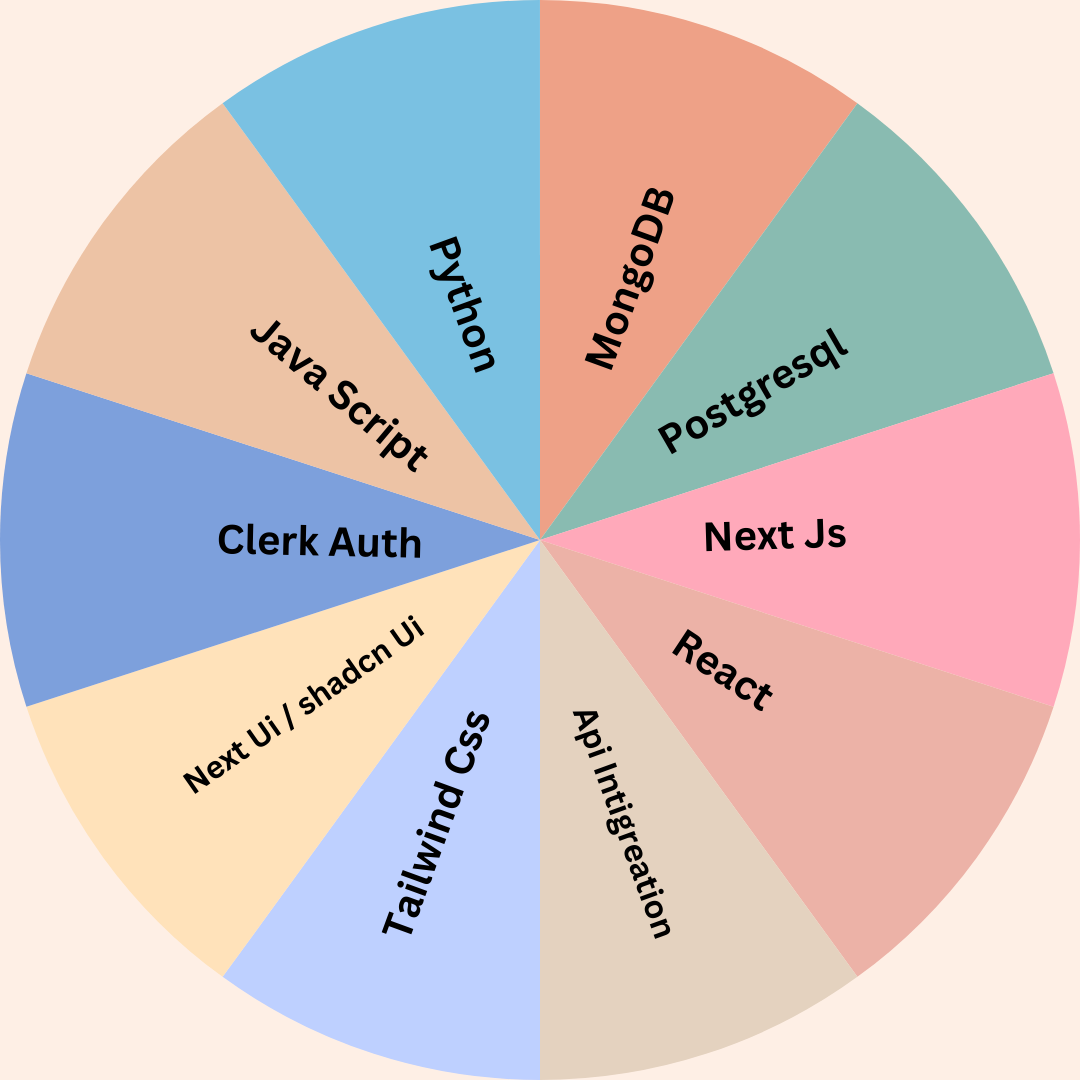 MongoDB
Postgresql
Next Js
React
Api Intigreation
Tailwind Css
Next Ui / shadcn Ui
Clerk Auth
Java Script
Python